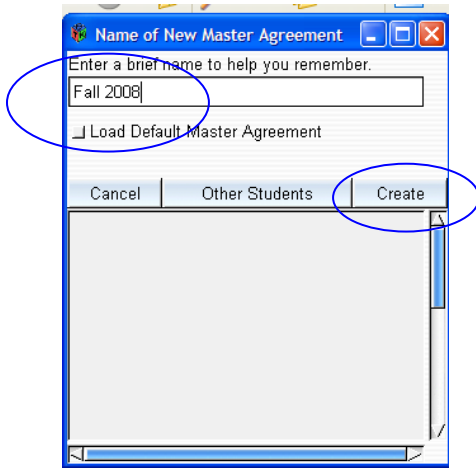 Name of New Master Agreement
Enter a brief name to help you remember.
Fall 2008
Load Default Master Agreement
Cancel Other Students Create